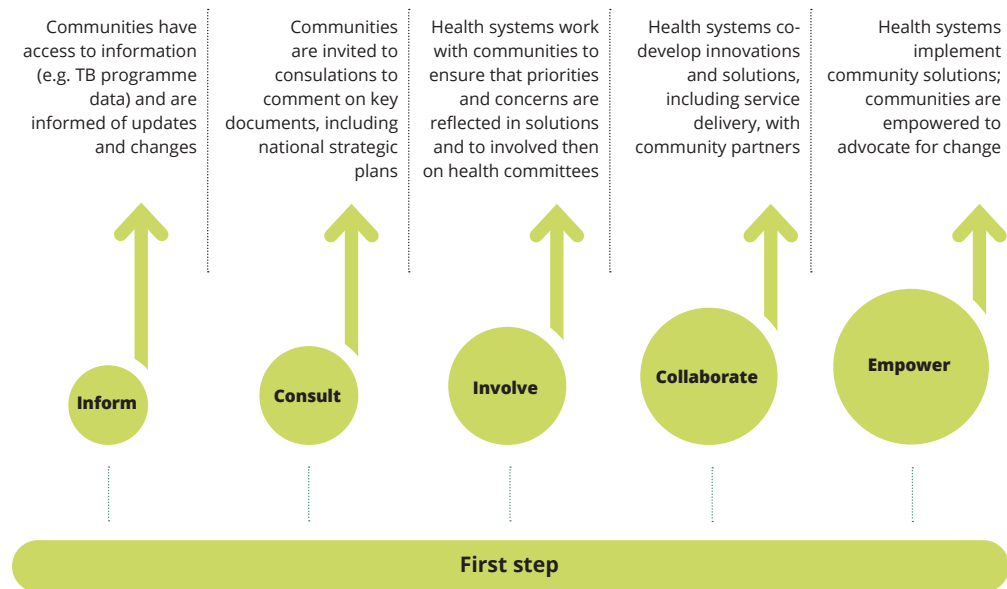 Communities have
access to information
(e.g. TB programme
data) and are
informed of updates
and changes
Communities
are invited to
consulations to
comment on key
documents, including
national strategic
plans
Health systems work
with communities to
ensure that priorities
and concerns are
reflected in solutions
and to involved then
on health committees
Health systems co-
develop innovations
and solutions,
including service
delivery, with
community partners
Health systems
implement
community solutions;
communities are
empowered to
advocate for change
Inform
Consult
Involve
Collaborate
Empower
First step